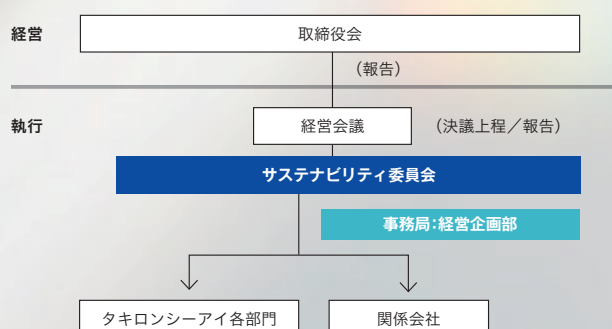 経営
取締役会
（報告）
執行
経営会議
（決議上程／報告）
サステナビリティ委員会
事務局：経営企画部
タキロンシーアイ各部門
関係会社